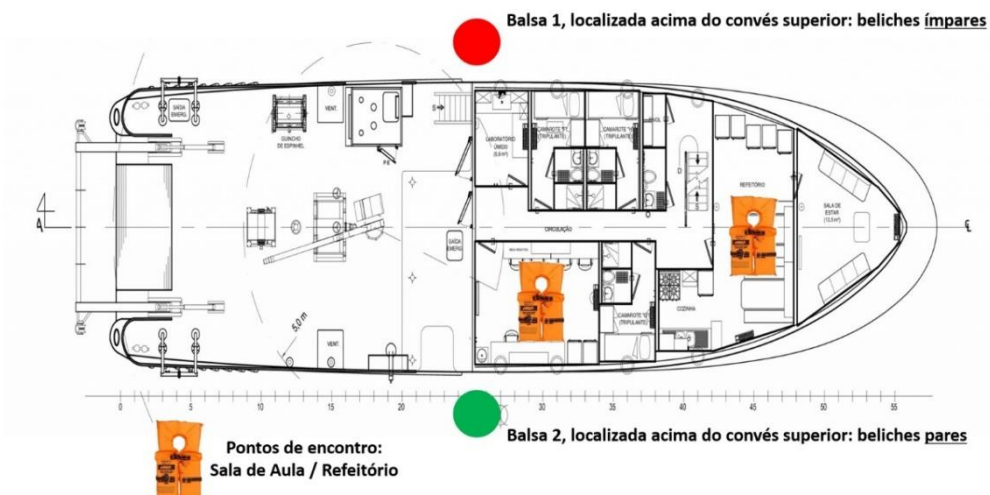 Balsa 1, localizada acima do convés superior: beliches ímpares
SAÍDA
EMERG.
VENT.
GUINCHO
DE ESPINHEL
P.E
S
LABORATÓRIO
ÚMIDO
CAMAROTE
(TRIPULANTE)
CAMAROTE
(TRIPULANTE)
D
S
REFEITÓRIO
SALA DE
ESTAR
CIRCULAÇÃO
SAÍDA
EMERG.
5,0 m
VENT.
CAMAROTE
(TRIPULANTE)
COZINHA
0 5 10 15 20 30 35 40 45 50 55
Balsa 2, localizada acima do convés superior: beliches pares
Pontos de encontro:
Sala de Aula / Refeitório